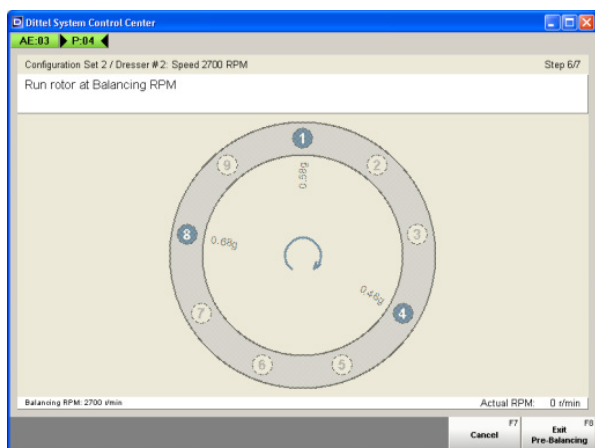 Dittel System Control Center
AE:03 P:04
Configuration Set 2 / Dresser # 2: Speed 2700 RPM Step 6/7
Run rotor at Balancing RPM
1
9 2
0.58g
8 3
0.68g
0.46g
7 4
6 5
Balancing RPM: 2700 r/min Actual RPM: 0 r/min
F7 F8
Cancel Exit
Pre-Balancing